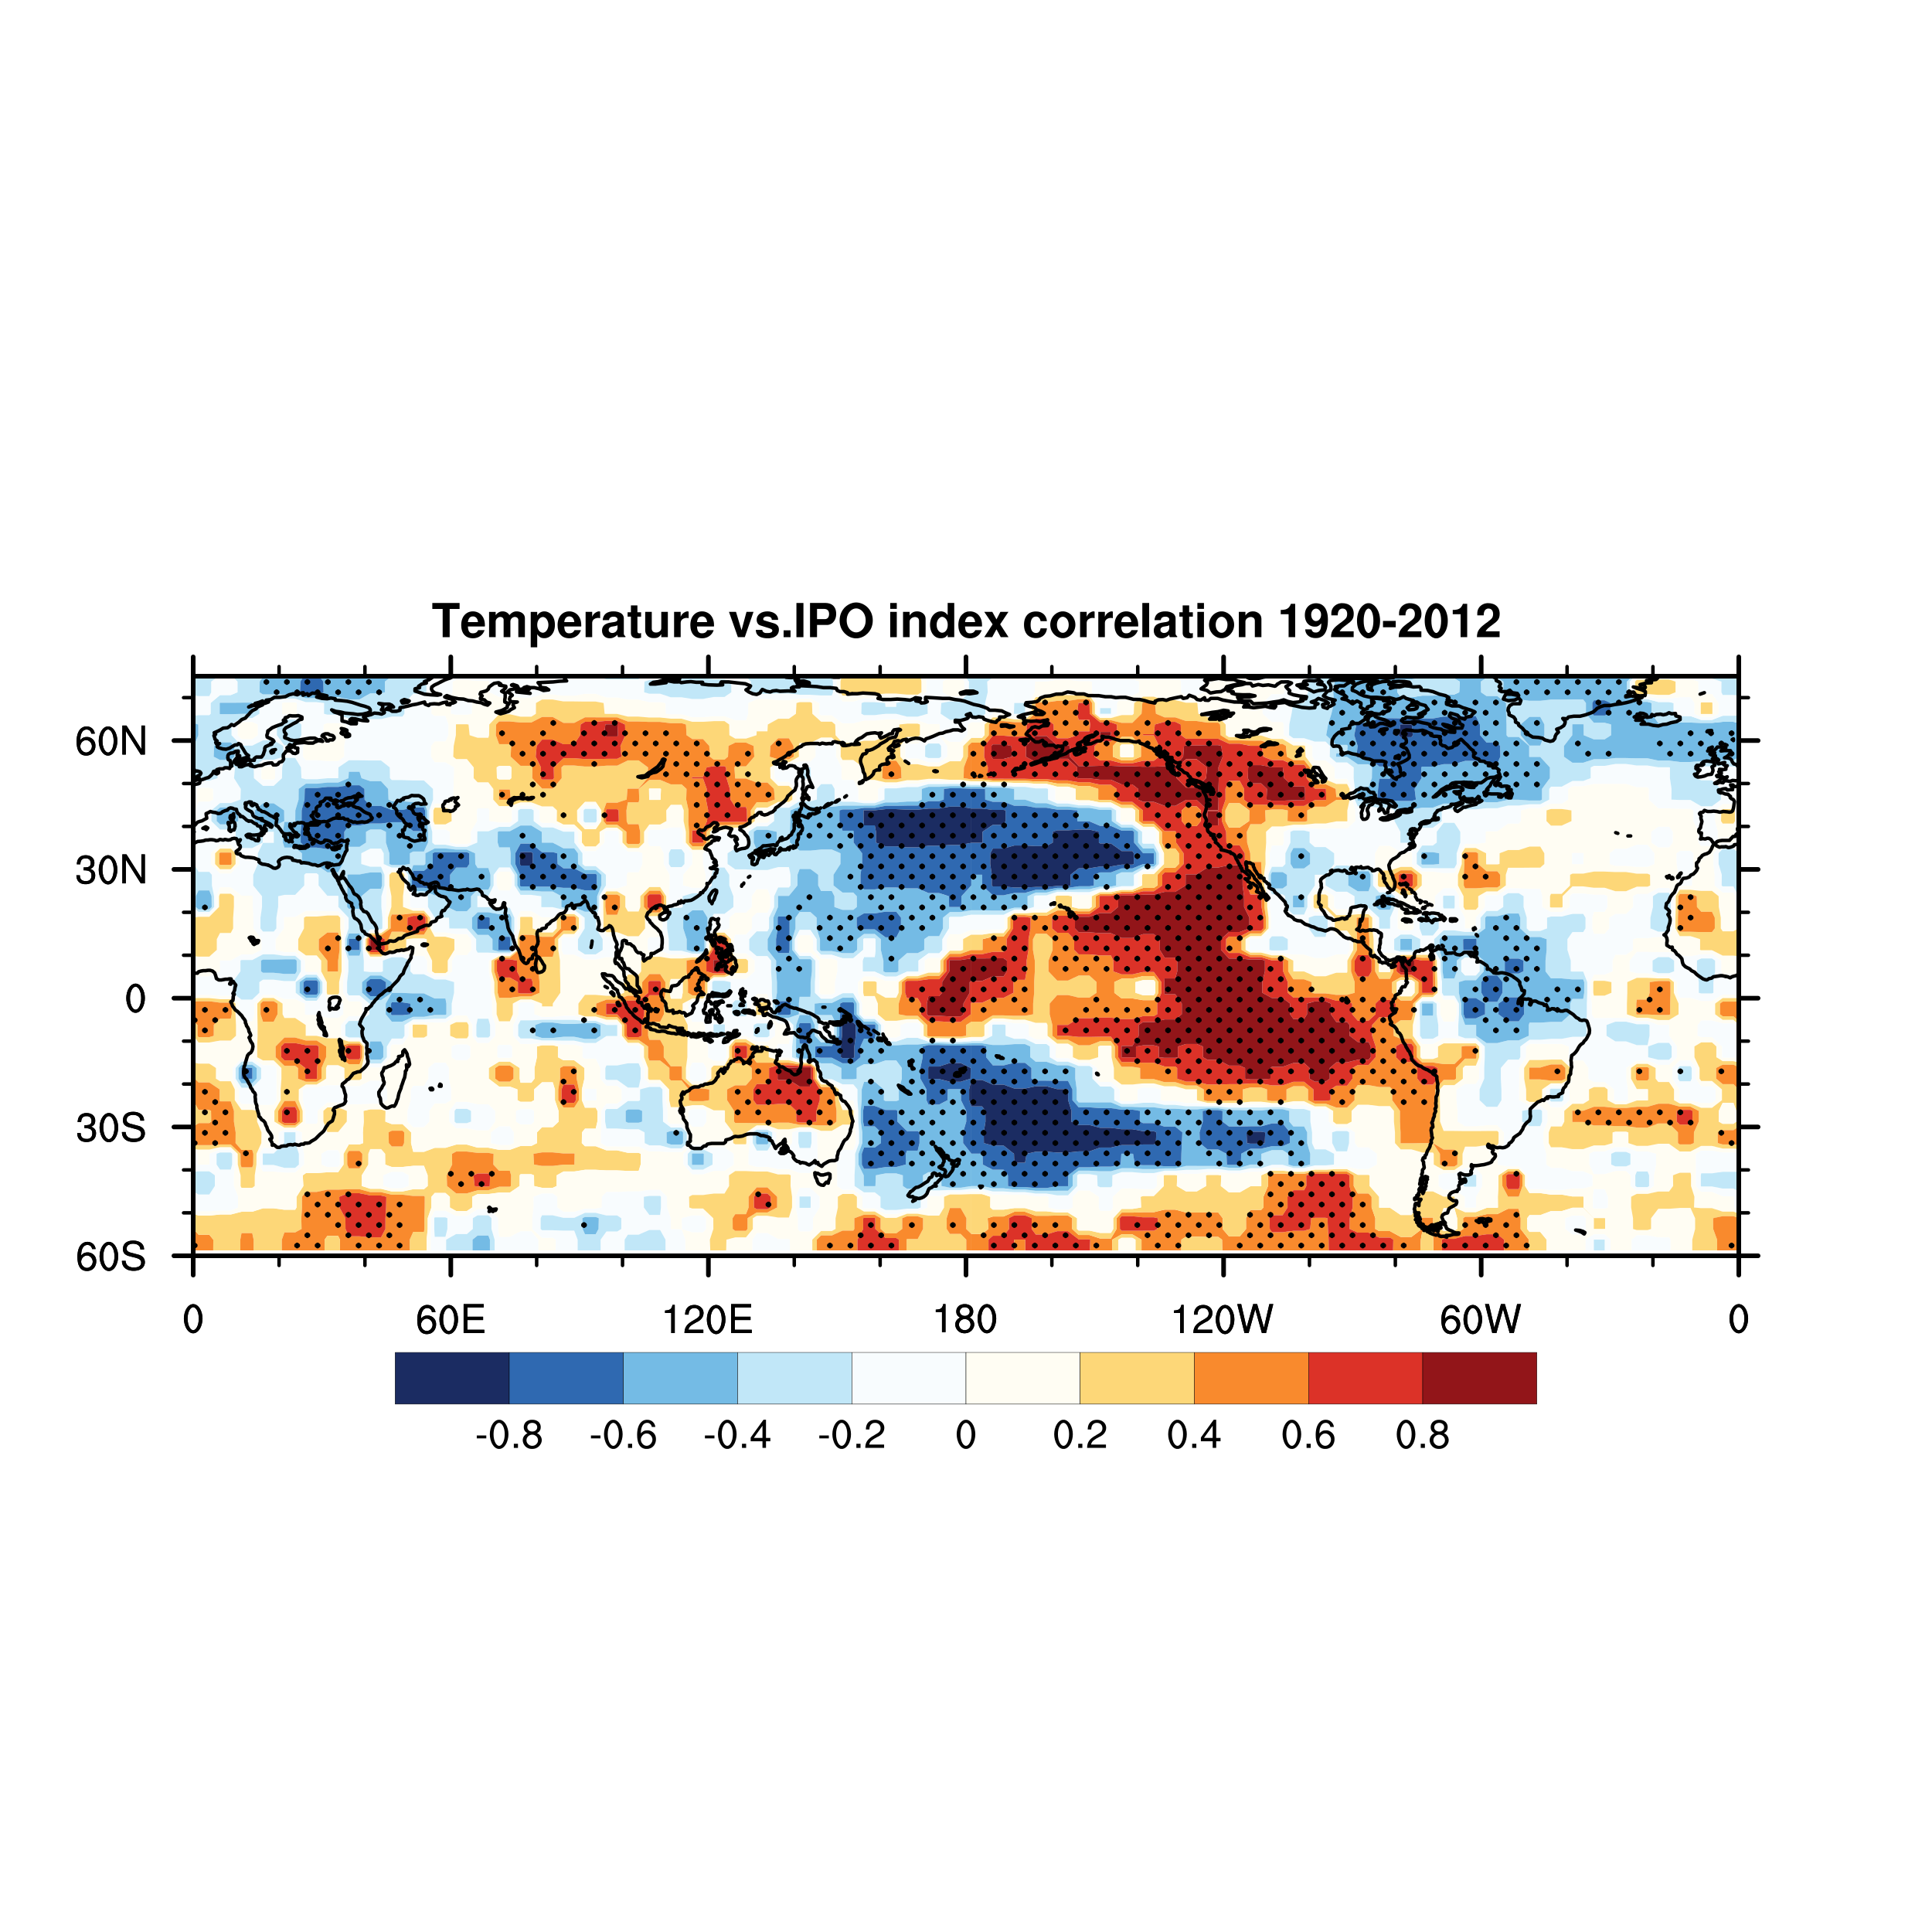 Temperature vs.IPO index correlation 1920-2012
60N
30N
0
30S
60S
0 60E 120E 180 120W 60W 0
-0.8 -0.6 -0.4 -0.2 0 0.2 0.4 0.6 0.8